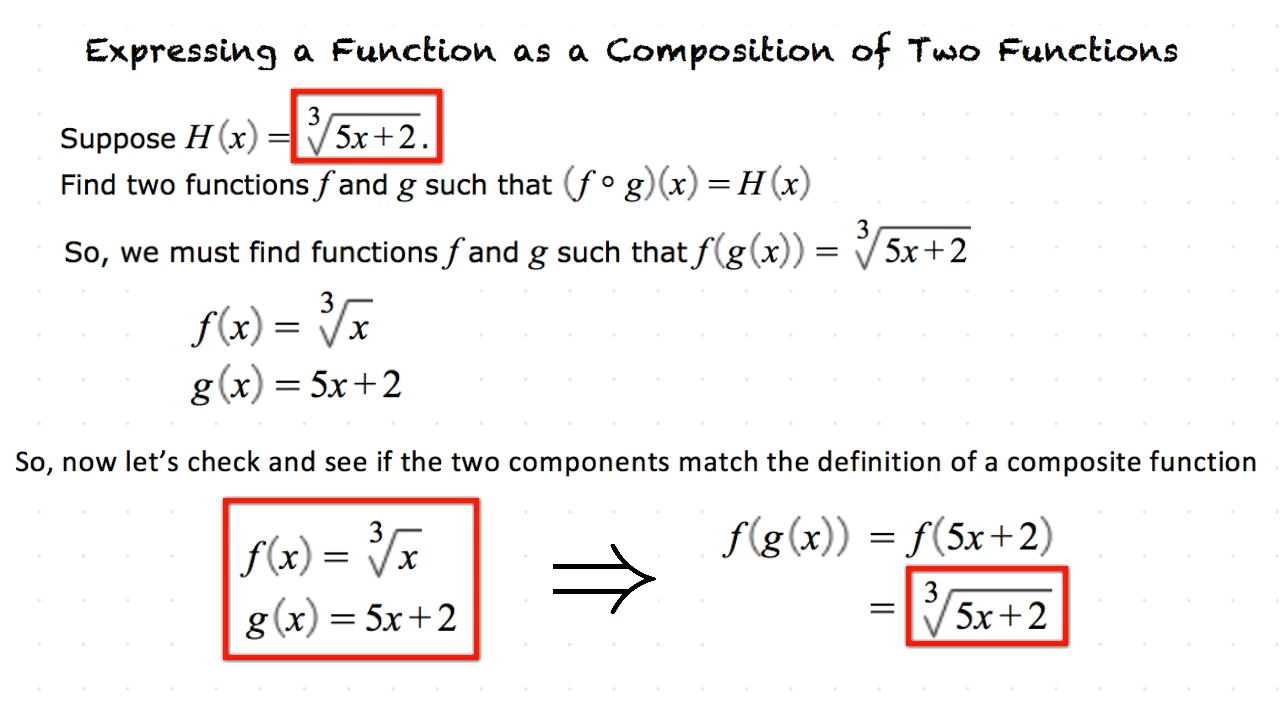 Expressing a Function as a Composition of Two Functions
Suppose H(x) = ∛(5x+2).
Find two functions f and g such that (f∘g)(x) = H(x)
So, we must find functions f and g such that f(g(x)) = ∛(5x+2)
f(x) = ∛x
g(x) = 5x+2
So, now let’s check and see if the two components match the definition of a composite function
f(x) = ∛x
g(x) = 5x+2
⇒
f(g(x)) = f(5x+2)
= ∛(5x+2)